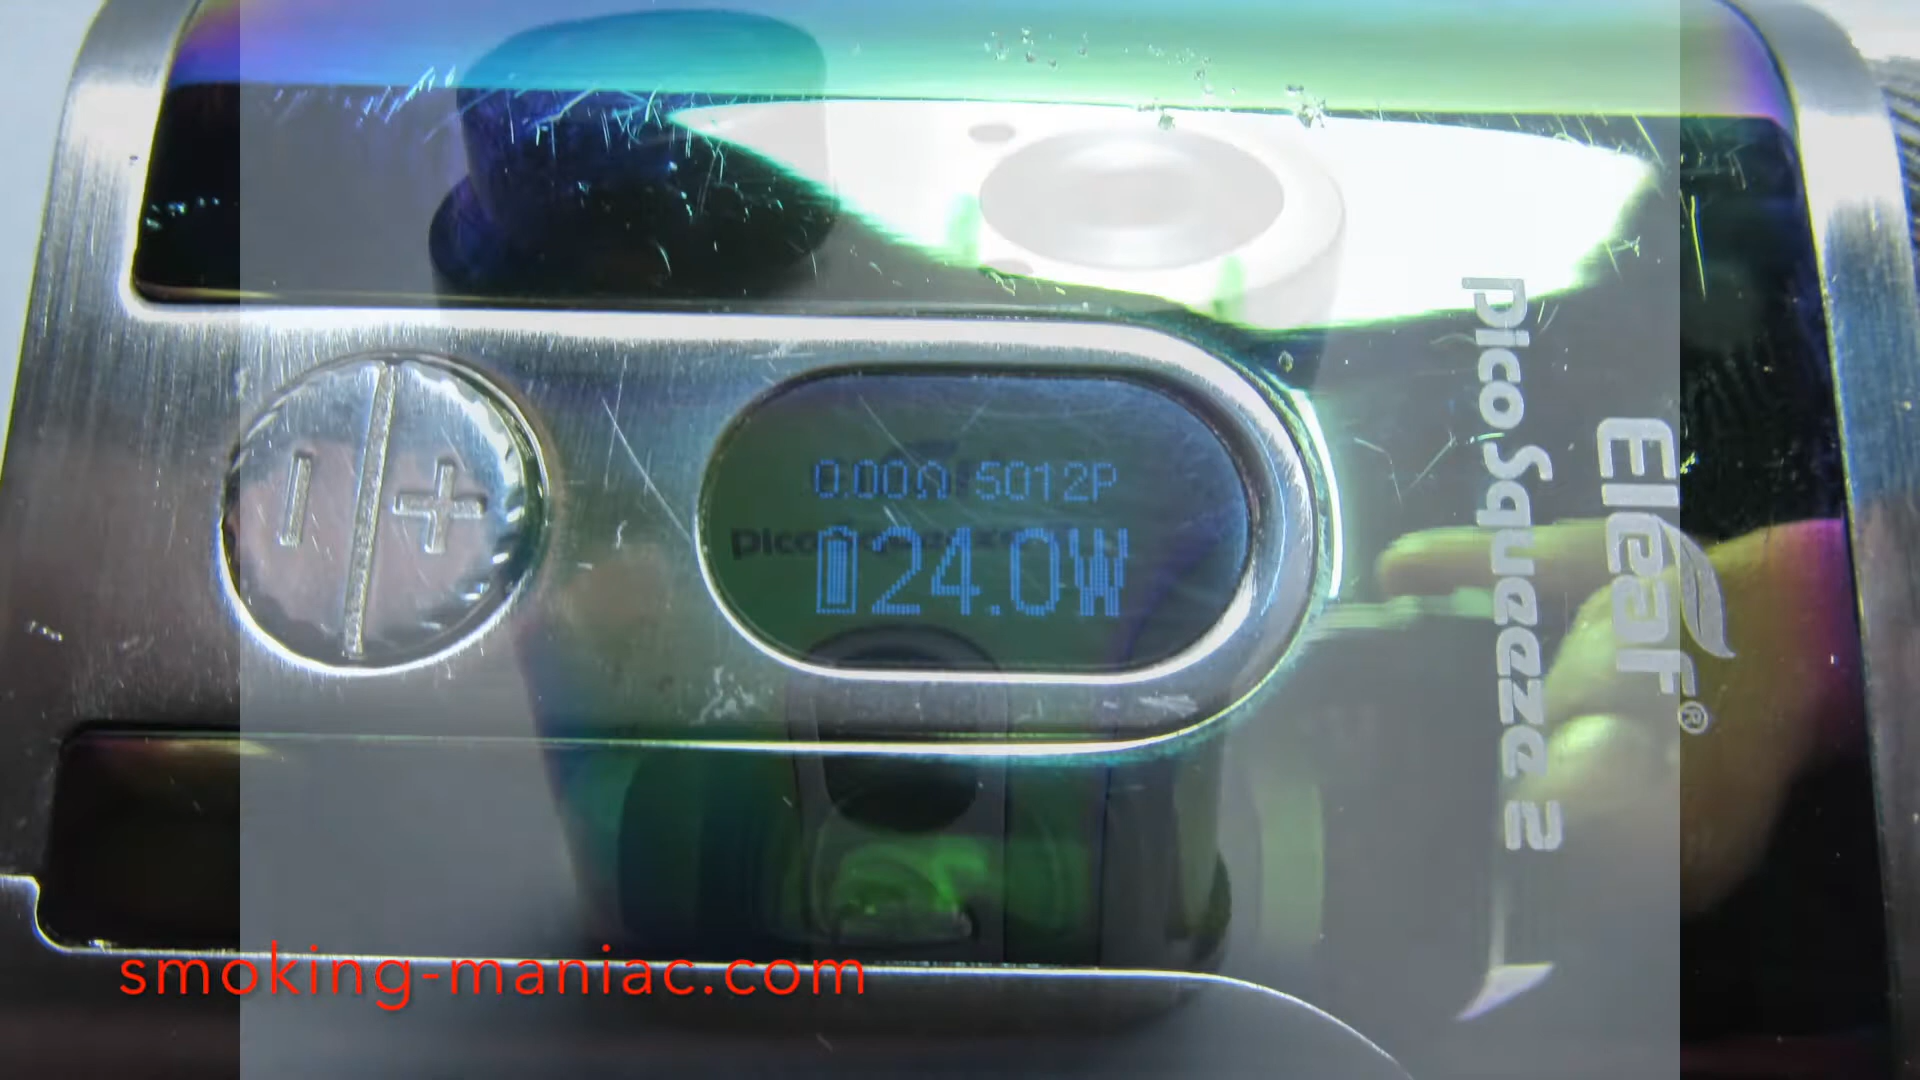 0.00Ω 5012P
24.0W
pico squeeze 2
Eleaf®
smoking-maniac.com